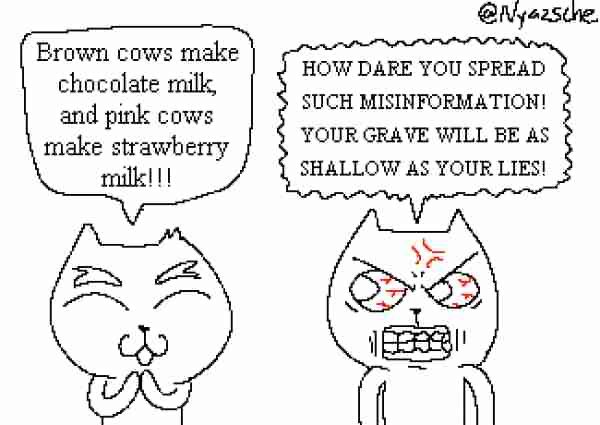 @Nyazsche
Brown cows make
chocolate milk,
and pink cows
make strawberry
milk!!!
HOW DARE YOU SPREAD
SUCH MISINFORMATION!
YOUR GRAVE WILL BE AS
SHALLOW AS YOUR LIES!